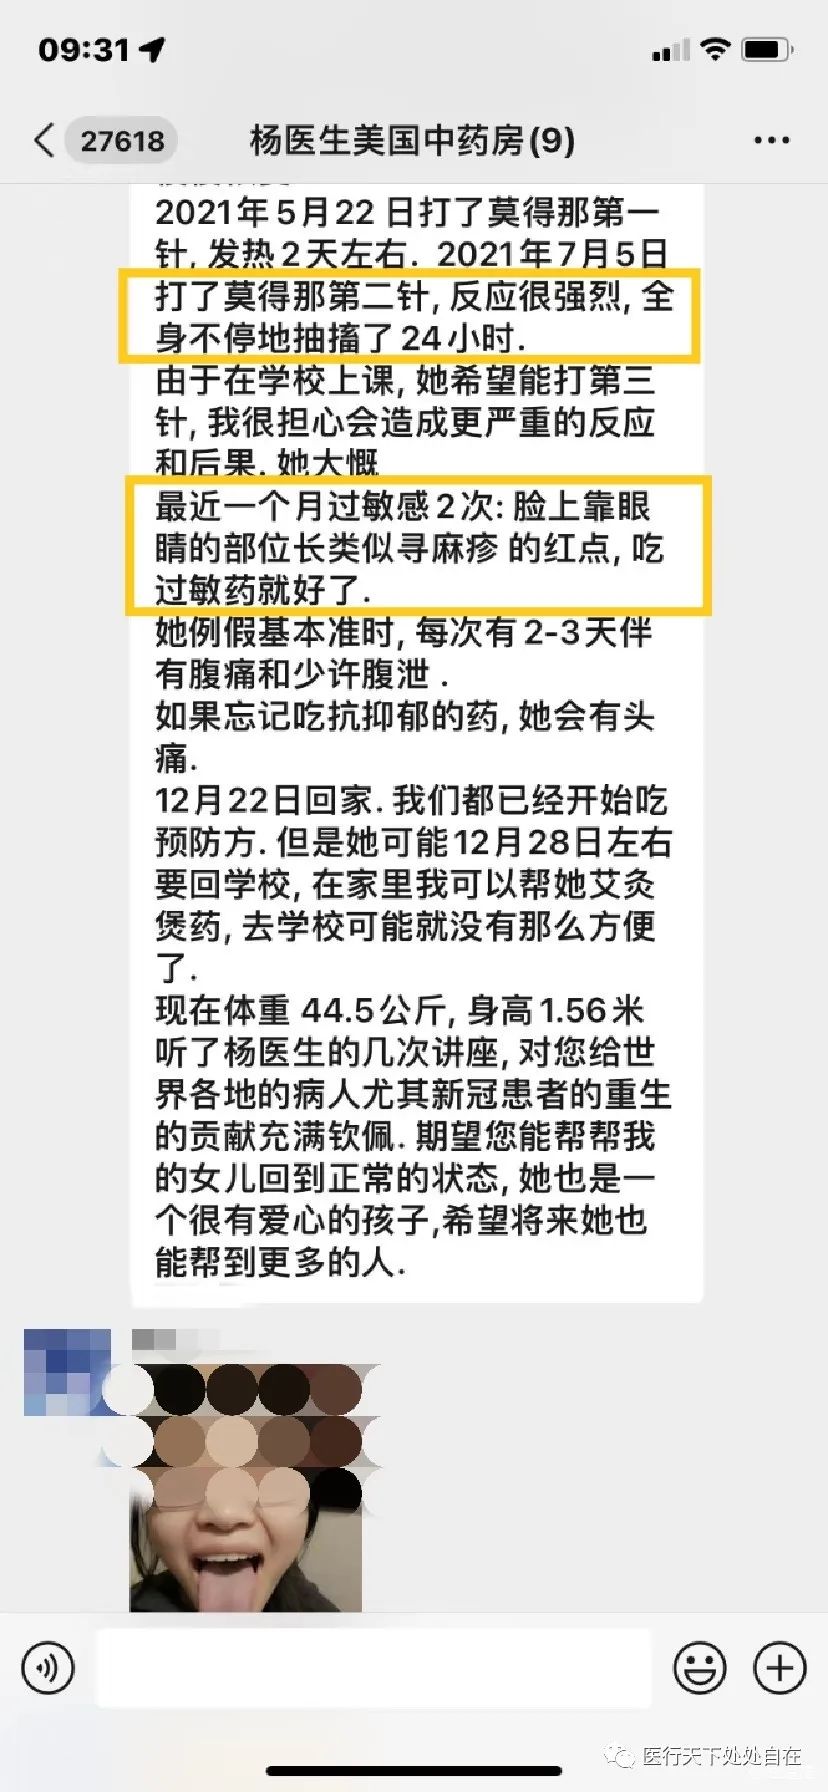 09:31
27618
杨医生美国中药房(9)
2021年5月22 日打了莫得那第一
针, 发热2天左右. 2021年7月5日
打了莫得那第二针, 反应很强烈, 全
身不停地抽搐了24小时.
由于在学校上课, 她希望能打第三
针, 我很担心会造成更严重的反应
和后果. 她大慨
最近一个月过敏感2次: 脸上靠眼
睛的部位长类似寻麻疹 的红点, 吃
过敏药就好了.
她例假基本准时, 每次有2-3天伴
有腹痛和少许腹泄 .
如果忘记吃抗抑郁的药, 她会有头
痛.
12月22日回家. 我们都已经开始吃
预防方. 但是她可能12月28日左右
要回学校, 在家里我可以帮她艾灸
煲药, 去学校可能就没有那么方便
了.
现在体重 44.5公斤, 身高1.56米
听了杨医生的几次讲座, 对您给世
界各地的病人尤其新冠患者的重生
的贡献充满钦佩. 期望您能帮帮我
的女儿回到正常的状态, 她也是一
个很有爱心的孩子,希望将来她也
能帮到更多的人.
医行天下处处自在